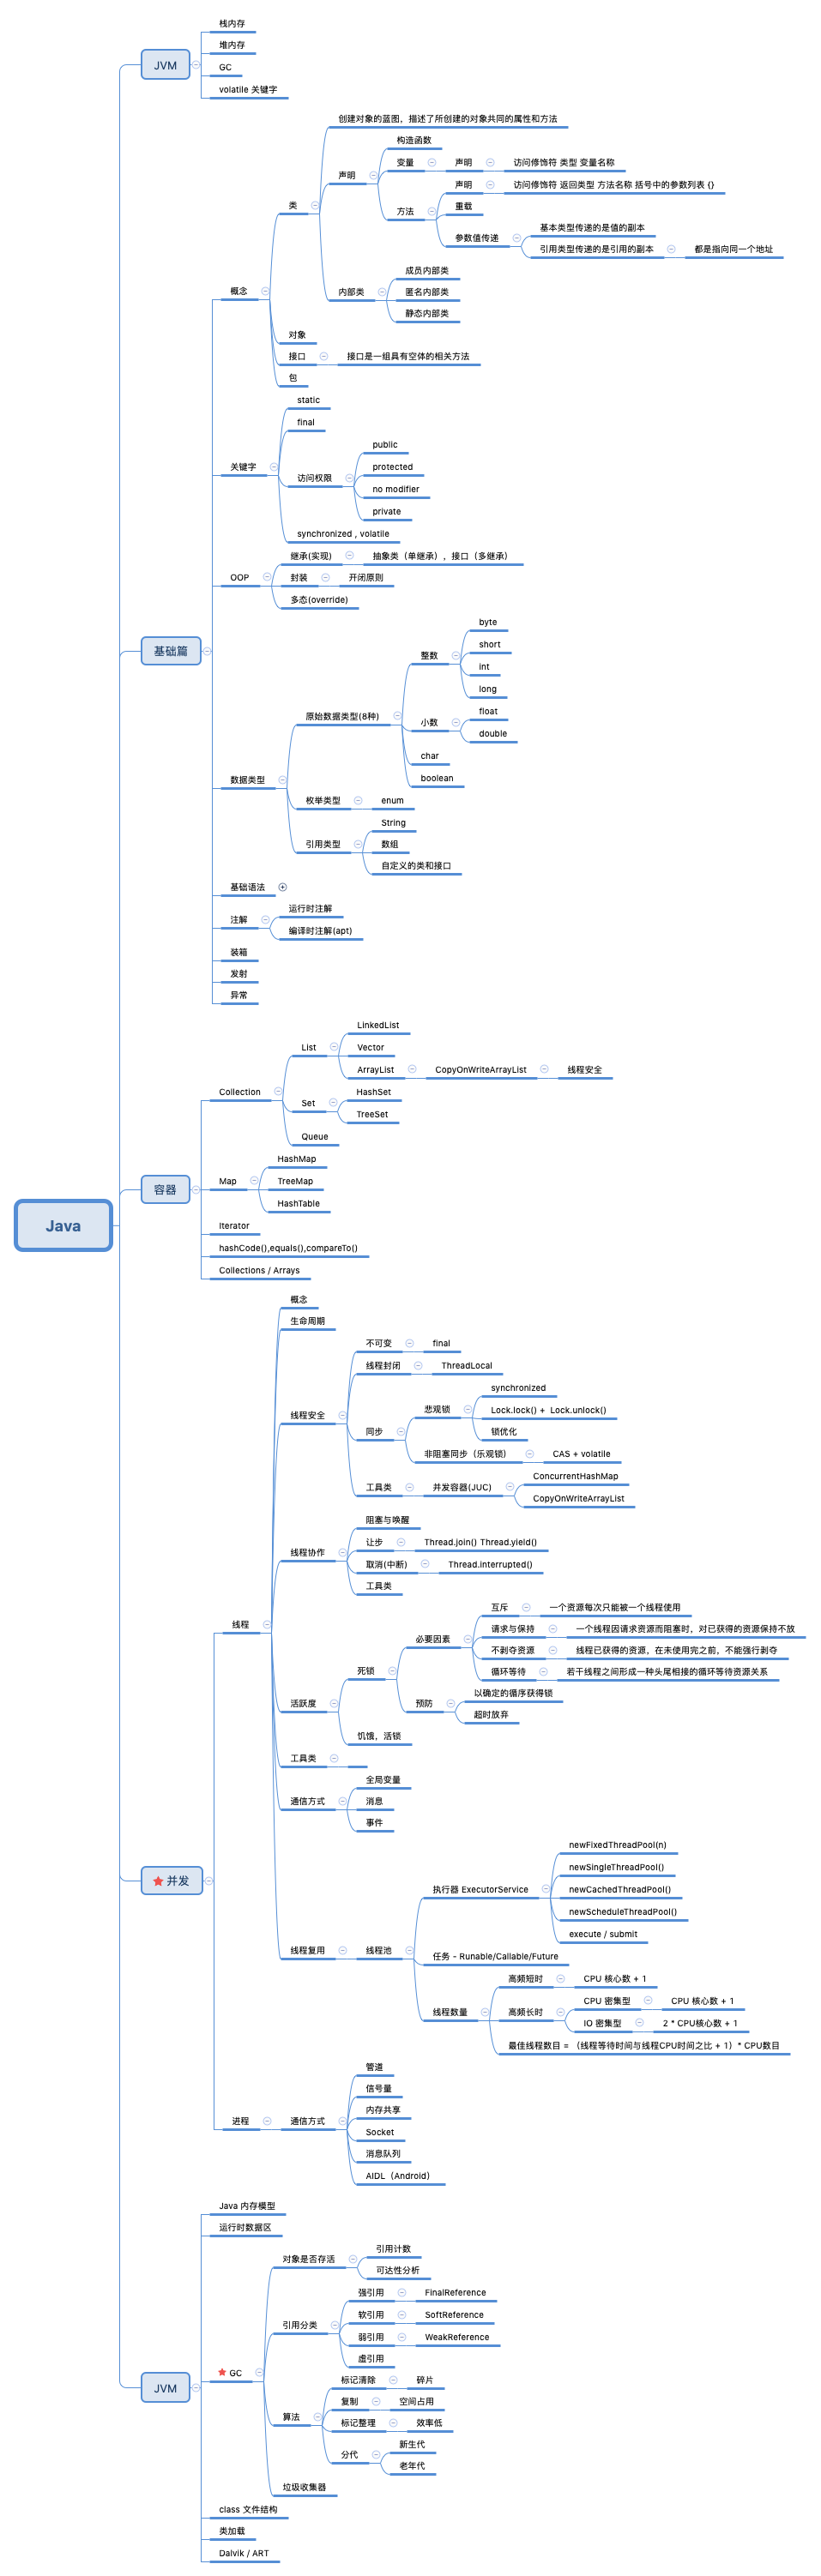 Java
JVM
栈内存
堆内存
GC
volatile 关键字
基础篇
概念
类
创建对象的蓝图，描述了所创建的对象共同的属性和方法
声明
构造函数
变量
声明
访问修饰符 类型 变量名称
方法
声明
访问修饰符 返回类型 方法名称 括号中的参数列表 {}
重载
参数值传递
基本类型传递的是值的副本
引用类型传递的是引用的副本
都是指向同一个地址
内部类
成员内部类
匿名内部类
静态内部类
对象
接口
接口是一组具有空体的相关方法
包
关键字
static
final
访问权限
public
protected
no modifier
private
synchronized , volatile
OOP
继承(实现)
抽象类（单继承），接口（多继承）
封装
开闭原则
多态(override)
数据类型
原始数据类型(8种)
整数
byte
short
int
long
小数
float
double
char
boolean
枚举类型
enum
引用类型
String
数组
自定义的类和接口
基础语法
注解
运行时注解
编译时注解(apt)
装箱
发射
异常
容器
Collection
List
LinkedList
Vector
ArrayList
CopyOnWriteArrayList
线程安全
Set
HashSet
TreeSet
Queue
Map
HashMap
TreeMap
HashTable
Iterator
hashCode(),equals(),compareTo()
Collections / Arrays
并发
线程
概念
生命周期
线程安全
不可变
final
线程封闭
ThreadLocal
同步
悲观锁
synchronized
Lock.lock() + Lock.unlock()
锁优化
非阻塞同步（乐观锁）
CAS + volatile
工具类
并发容器(JUC)
ConcurrentHashMap
CopyOnWriteArrayList
线程协作
阻塞与唤醒
让步
Thread.join() Thread.yield()
取消(中断)
Thread.interrupted()
工具类
活跃度
死锁
必要因素
互斥
一个资源每次只能被一个线程使用
请求与保持
一个线程因请求资源而阻塞时，对已获得的资源保持不放
不剥夺资源
线程已获得的资源，在未使用完之前，不能强行剥夺
循环等待
若干线程之间形成一种头尾相接的循环等待资源关系
预防
以确定的循序获得锁
超时放弃
饥饿，活锁
工具类
通信方式
全局变量
消息
事件
线程复用
线程池
执行器 ExecutorService
newFixedThreadPool(n)
newSingleThreadPool()
newCachedThreadPool()
newScheduleThreadPool()
execute / submit
任务 - Runable/Callable/Future
线程数量
高频短时
CPU 核心数 + 1
高频长时
CPU 密集型
CPU 核心数 + 1
IO 密集型
2 * CPU核心数 + 1
最佳线程数目 = （线程等待时间与线程CPU时间之比 + 1）* CPU数目
进程
通信方式
管道
信号量
内存共享
Socket
消息队列
AIDL（Android）
JVM
Java 内存模型
运行时数据区
GC
对象是否存活
引用计数
可达性分析
引用分类
强引用
FinalReference
软引用
SoftReference
弱引用
WeakReference
虚引用
算法
标记清除
碎片
复制
空间占用
标记整理
效率低
分代
新生代
老年代
垃圾收集器
class 文件结构
类加载
Dalvik / ART